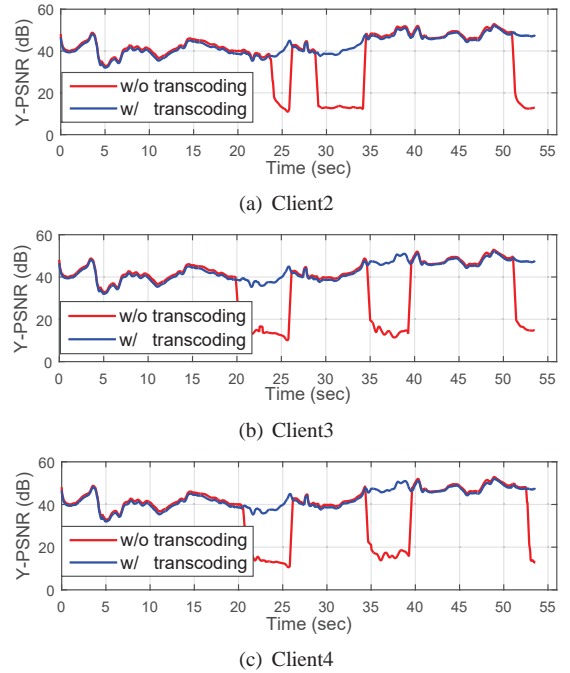 60
40
20
0
Y-PSNR (dB)
w/o transcoding
w/ transcoding
0 5 10 15 20 25 30 35 40 45 50 55
Time (sec)
(a) Client2
60
40
20
0
Y-PSNR (dB)
w/o transcoding
w/ transcoding
0 5 10 15 20 25 30 35 40 45 50 55
Time (sec)
(b) Client3
60
40
20
0
Y-PSNR (dB)
w/o transcoding
w/ transcoding
0 5 10 15 20 25 30 35 40 45 50 55
Time (sec)
(c) Client4